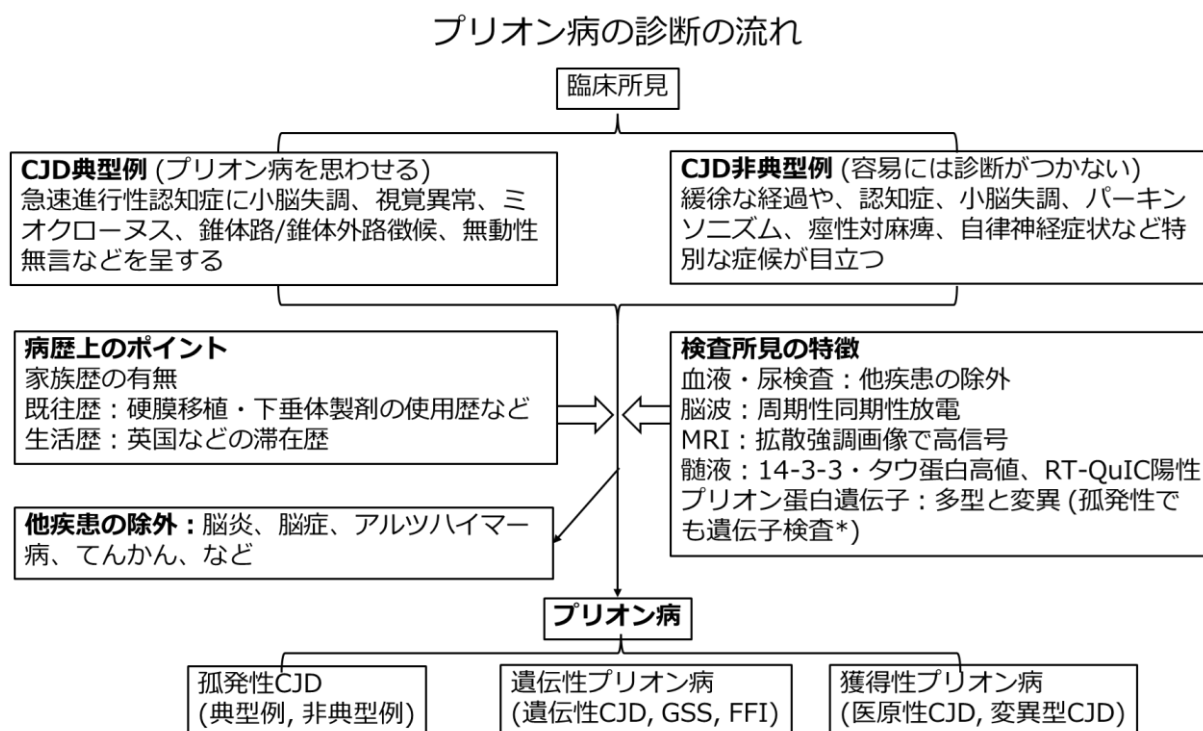 プリオン病の診断の流れ
臨床所見
CJD典型例 (プリオン病を思わせる)
急速進行性認知症に小脳失調、視覚異常、ミ
オクローヌス、錐体路/錐体外路徴候、無動性
無言などを呈する
CJD非典型例 (容易には診断がつかない)
緩徐な経過や、認知症、小脳失調、パーキン
ソニズム、痙性対麻痺、自律神経症状など特
別な症候が目立つ
病歴上のポイント
家族歴の有無
既往歴：硬膜移植・下垂体製剤の使用歴など
生活歴：英国などの滞在歴
検査所見の特徴
血液・尿検査：他疾患の除外
脳波：周期性同期性放電
MRI：拡散強調画像で高信号
髄液：14-3-3・タウ蛋白高値、RT-QuIC陽性
プリオン蛋白遺伝子：多型と変異 (孤発性で
も遺伝子検査*)
他疾患の除外：脳炎、脳症、アルツハイマー
病、てんかん、など
プリオン病
孤発性CJD
(典型例, 非典型例)
遺伝性プリオン病
(遺伝性CJD, GSS, FFI)
獲得性プリオン病
(医原性CJD, 変異型CJD)